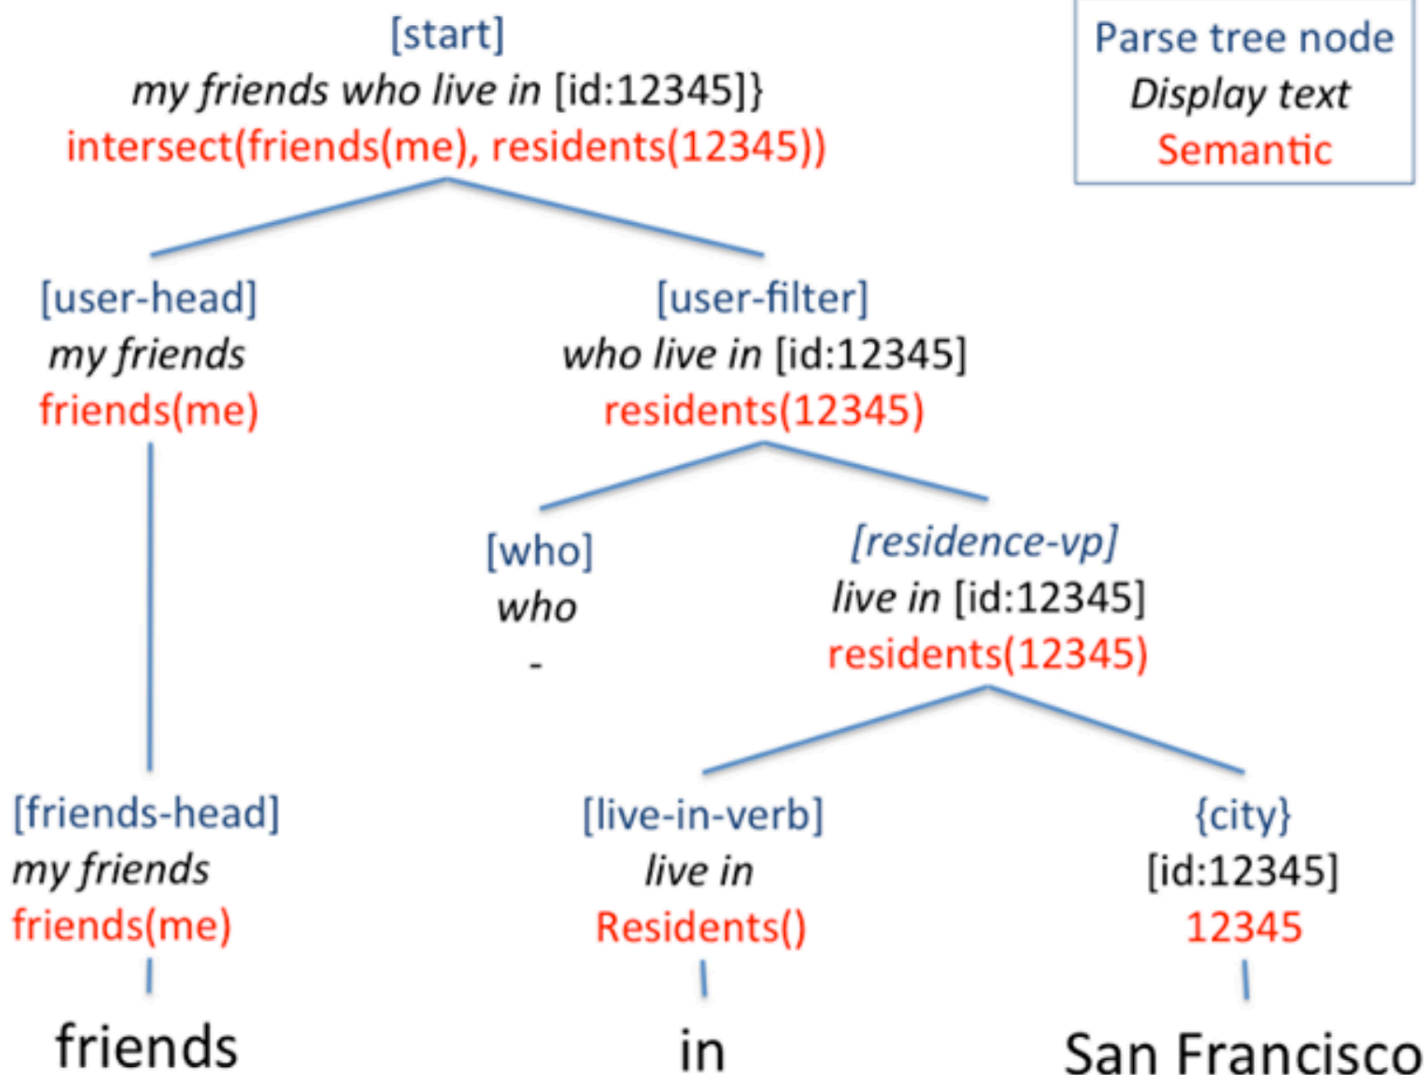 [start]
my friends who live in [id:12345]}
intersect(friends(me), residents(12345))
Parse tree node
Display text
Semantic
[user-head]
my friends
friends(me)
[user-filter]
who live in [id:12345]
residents(12345)
[who]
who
-
[residence-vp]
live in [id:12345]
residents(12345)
[friends-head]
my friends
friends(me)
[live-in-verb]
live in
Residents()
{city}
[id:12345]
12345
friends
in
San Francisco